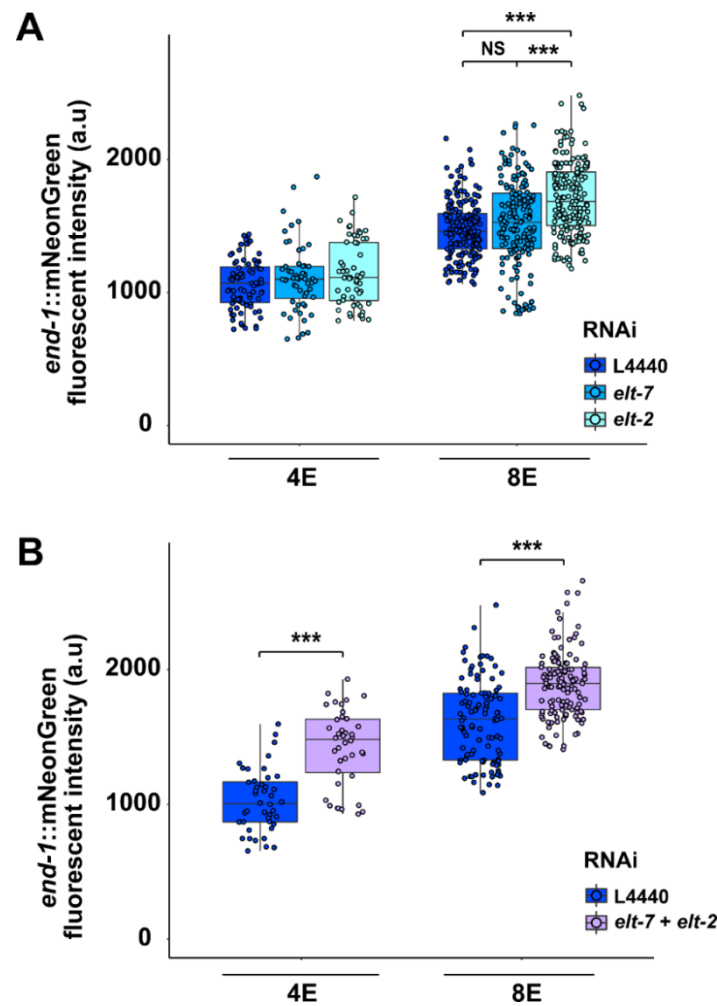 A
***
NS
***
end-1::mNeonGreen
fluorescent intensity (a.u)
2000
1000
0
RNAi
L4440
elt-7
elt-2
4E
8E
B
***
***
end-1::mNeonGreen
fluorescent intensity (a.u)
2000
1000
0
RNAi
L4440
elt-7 + elt-2
4E
8E